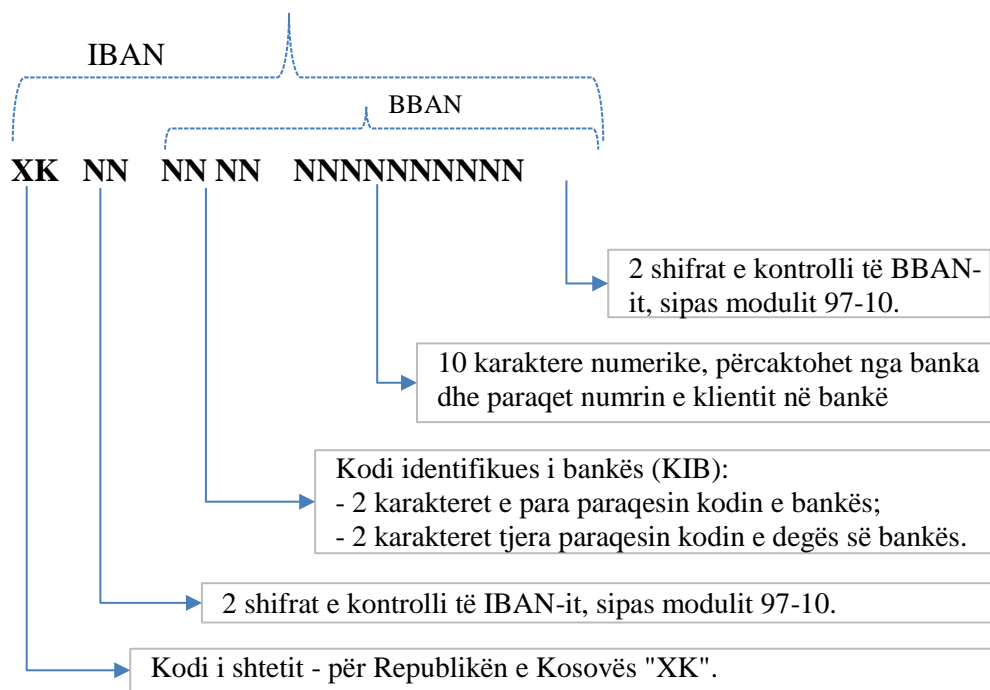 IBAN
BBAN
XK NN NN NN NNNNNNNNNN
2 shifrat e kontrolli të BBAN-
it, sipas modulit 97-10.
10 karaktere numerike, përcaktohet nga banka
dhe paraqet numrin e klientit në bankë
Kodi identifikues i bankës (KIB):
- 2 karakteret e para paraqesin kodin e bankës;
- 2 karakteret tjera paraqesin kodin e degës së bankës.
2 shifrat e kontrolli të IBAN-it, sipas modulit 97-10.
Kodi i shtetit - për Republikën e Kosovës "XK".